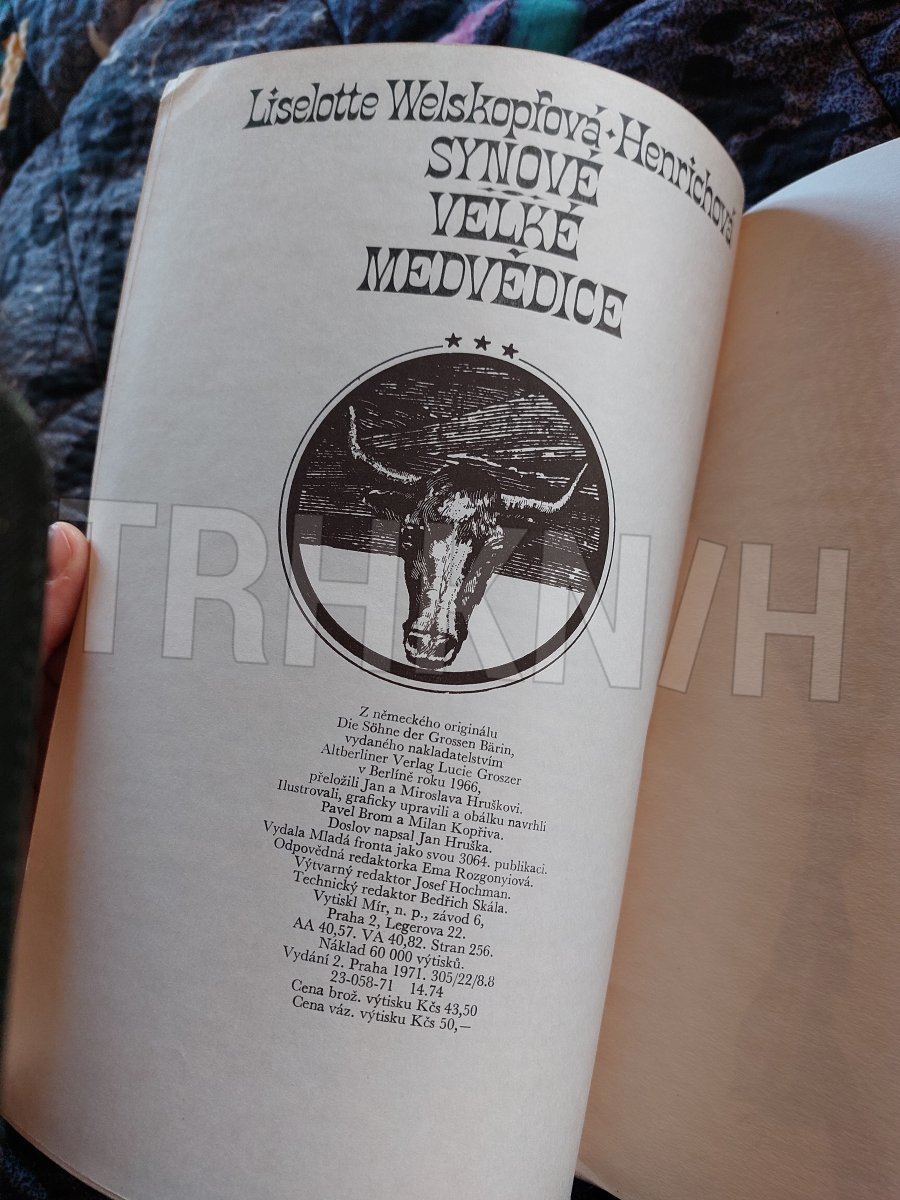 Liselotte Welskopfová·Henrichová
SYNOVÉ
VELKÉ
MEDVĚDICE
Z německého originálu
Die Söhne der Grossen Bärin,
vydaného nakladatelstvím
Altberliner Verlag Lucie Groszer
v Berlíně roku 1966,
přeložili Jan a Miroslava Hruškovi.
Ilustrovali, graficky upravili a obálku navrhli
Pavel Brom a Milan Kopřiva.
Doslov napsal Jan Hruška.
Vydala Mladá fronta jako svou 3064. publikaci.
Odpovědná redaktorka Ema Rozgonyiová.
Výtvarný redaktor Josef Hochman.
Technický redaktor Bedřich Skála.
Vytiskl Mír, n. p., závod 6,
Praha 2, Legerova 22.
AA 40,57. VA 40,82. Stran 256.
Náklad 60 000 výtisků.
Vydání 2. Praha 1971. 305/22/8.8
23-058-71 14.74
Cena brož. výtisku Kčs 43,50
Cena váz. výtisku Kčs 50,—
TRHKNIH